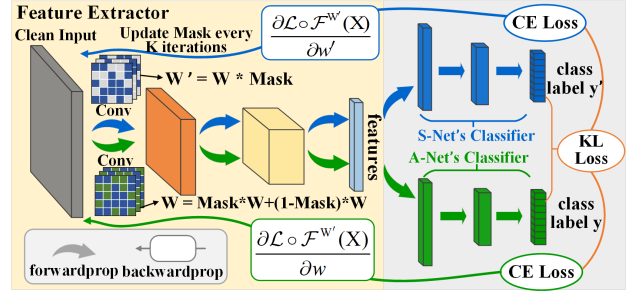 Feature Extractor
Clean Input
Update Mask every
K iterations
∂ℒ∘ℱ^{W'}(X)
∂w'
CE Loss
W' = W * Mask
Conv
Conv
W = Mask*W+(1-Mask)*W
features
class
label y'
S-Net's Classifier
A-Net's Classifier
KL
Loss
class
label y
∂ℒ∘ℱ^{W'}(X)
∂w
CE Loss
forwardprop
backwardprop